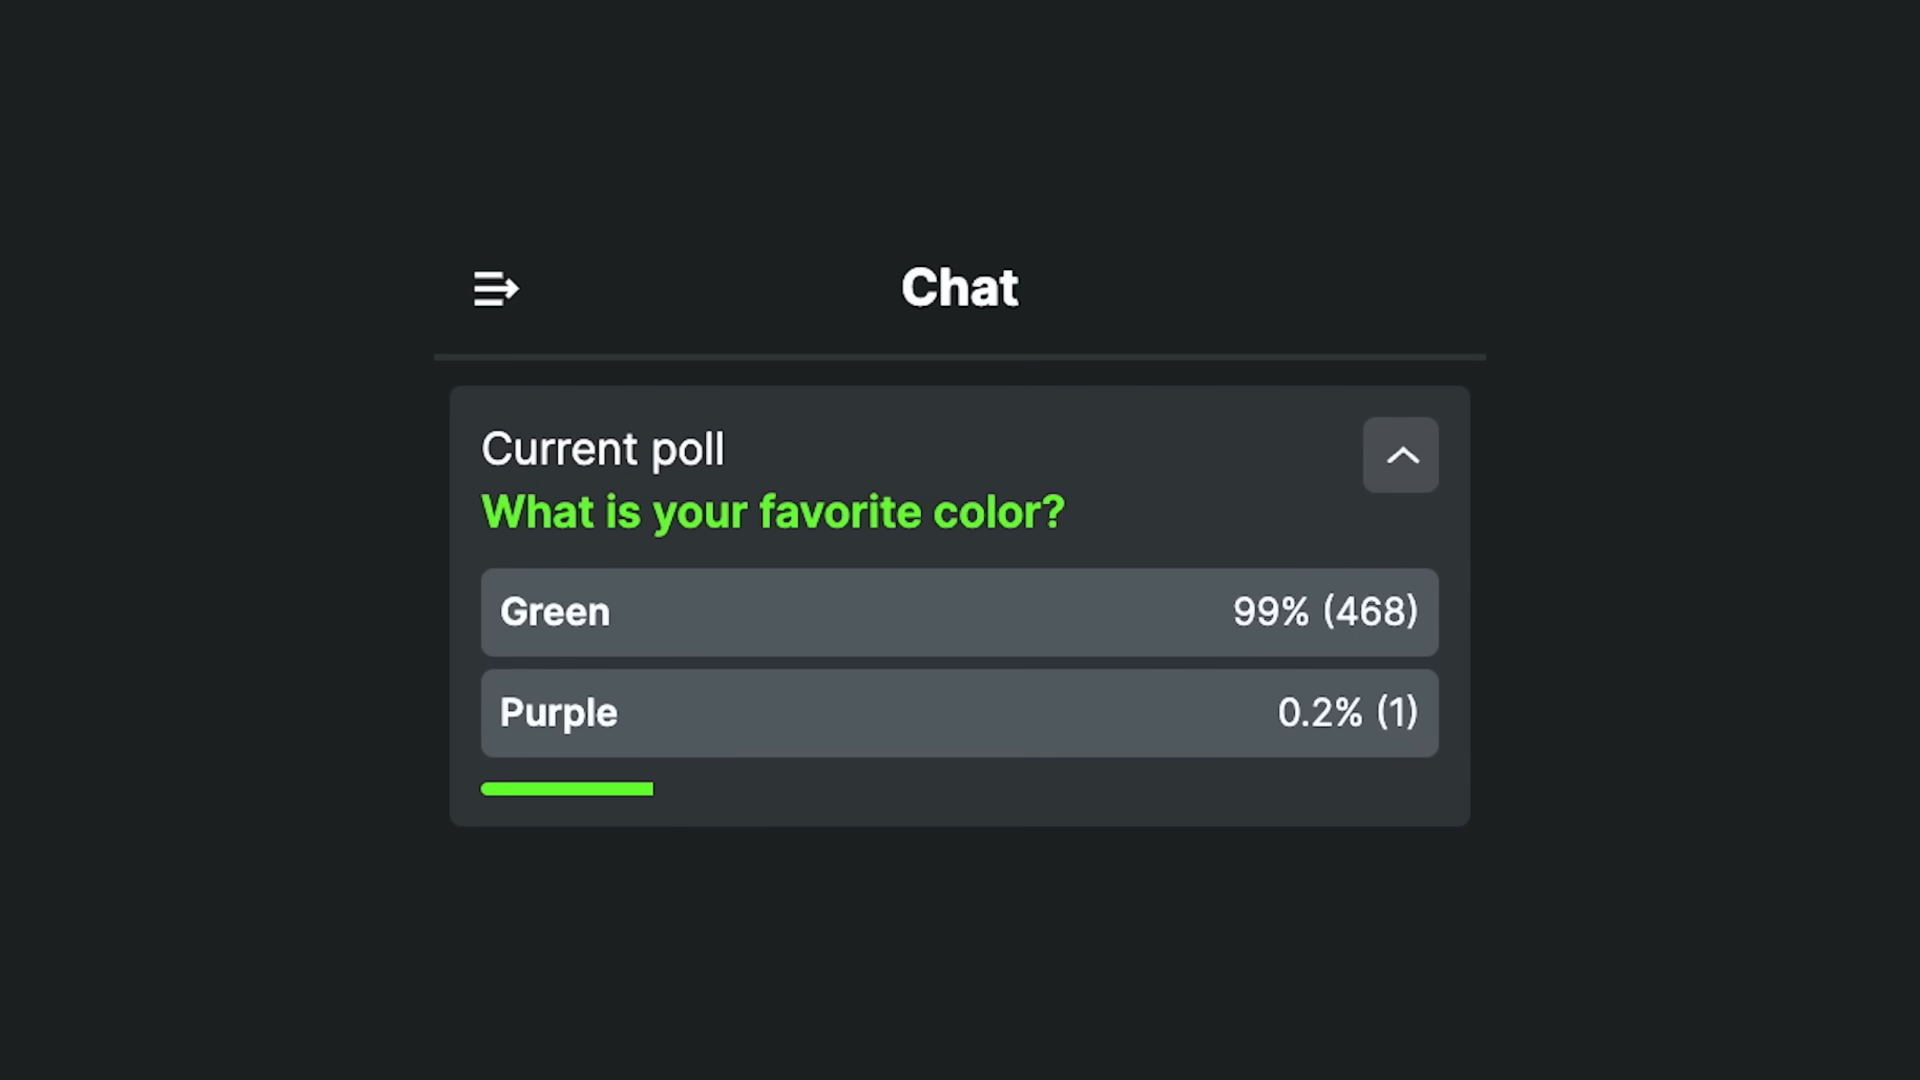 Chat
Current poll
What is your favorite color?
Green 99% (468)
Purple 0.2% (1)